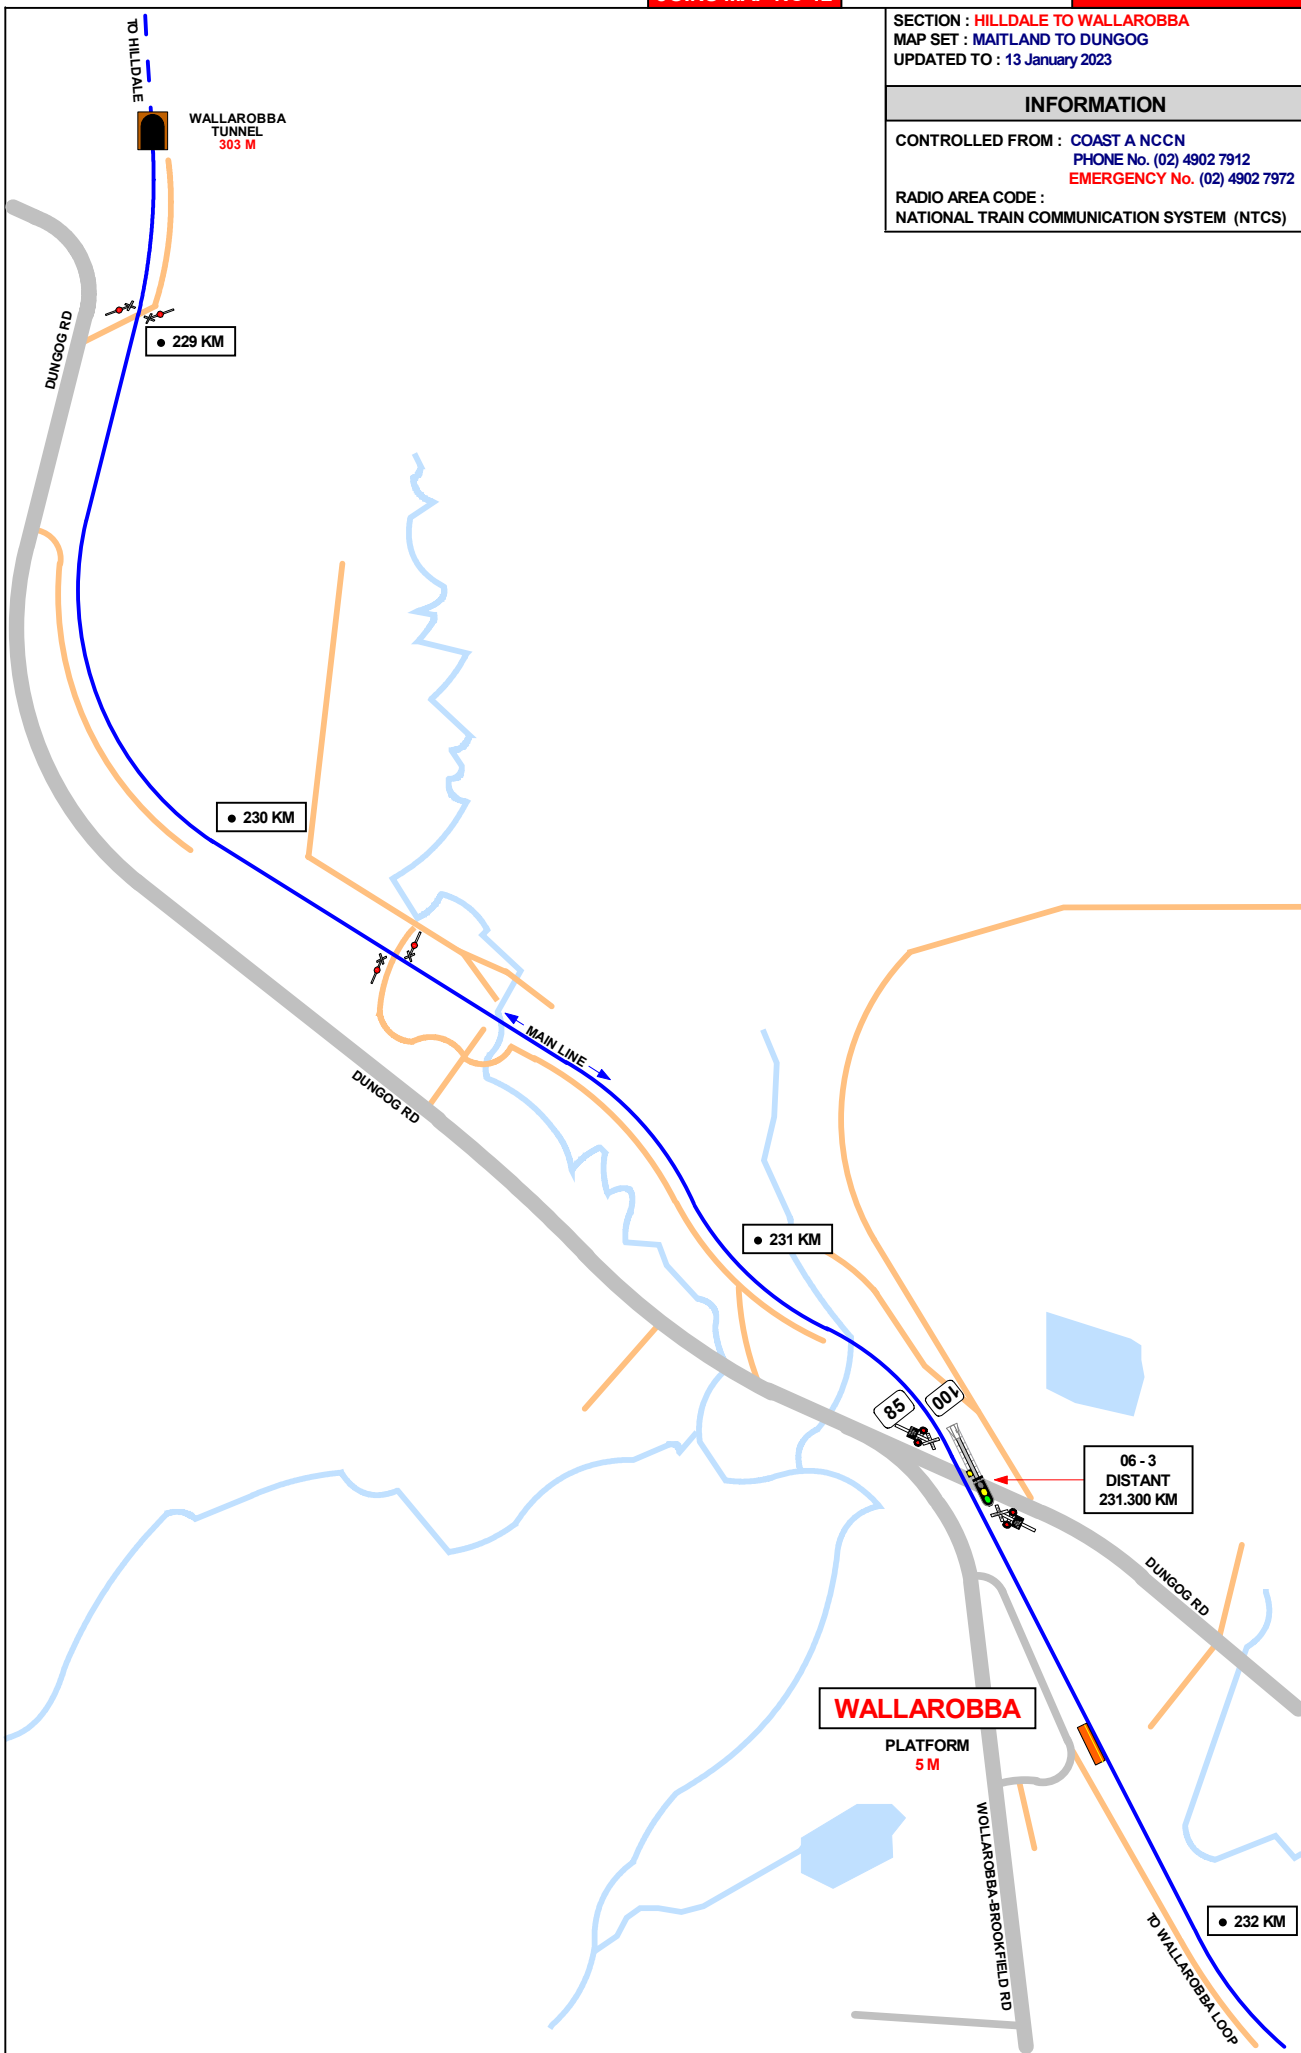 SECTION : HILLDALE TO WALLAROBBA
MAP SET : MAITLAND TO DUNGOG
UPDATED TO : 13 January 2023
INFORMATION
CONTROLLED FROM : COAST A NCCN
PHONE No. (02) 4902 7912
EMERGENCY No. (02) 4902 7972
RADIO AREA CODE :
NATIONAL TRAIN COMMUNICATION SYSTEM (NTCS)
TO HILLDALE
WALLAROBBA
TUNNEL
303 M
DUNGOG RD
• 229 KM
• 230 KM
MAIN LINE
DUNGOG RD
• 231 KM
85
100
06 - 3
DISTANT
231.300 KM
DUNGOG RD
WALLAROBBA
PLATFORM
5 M
WOLLAROBBA-BROOKFIELD RD
TO WALLAROBBA LOOP
• 232 KM